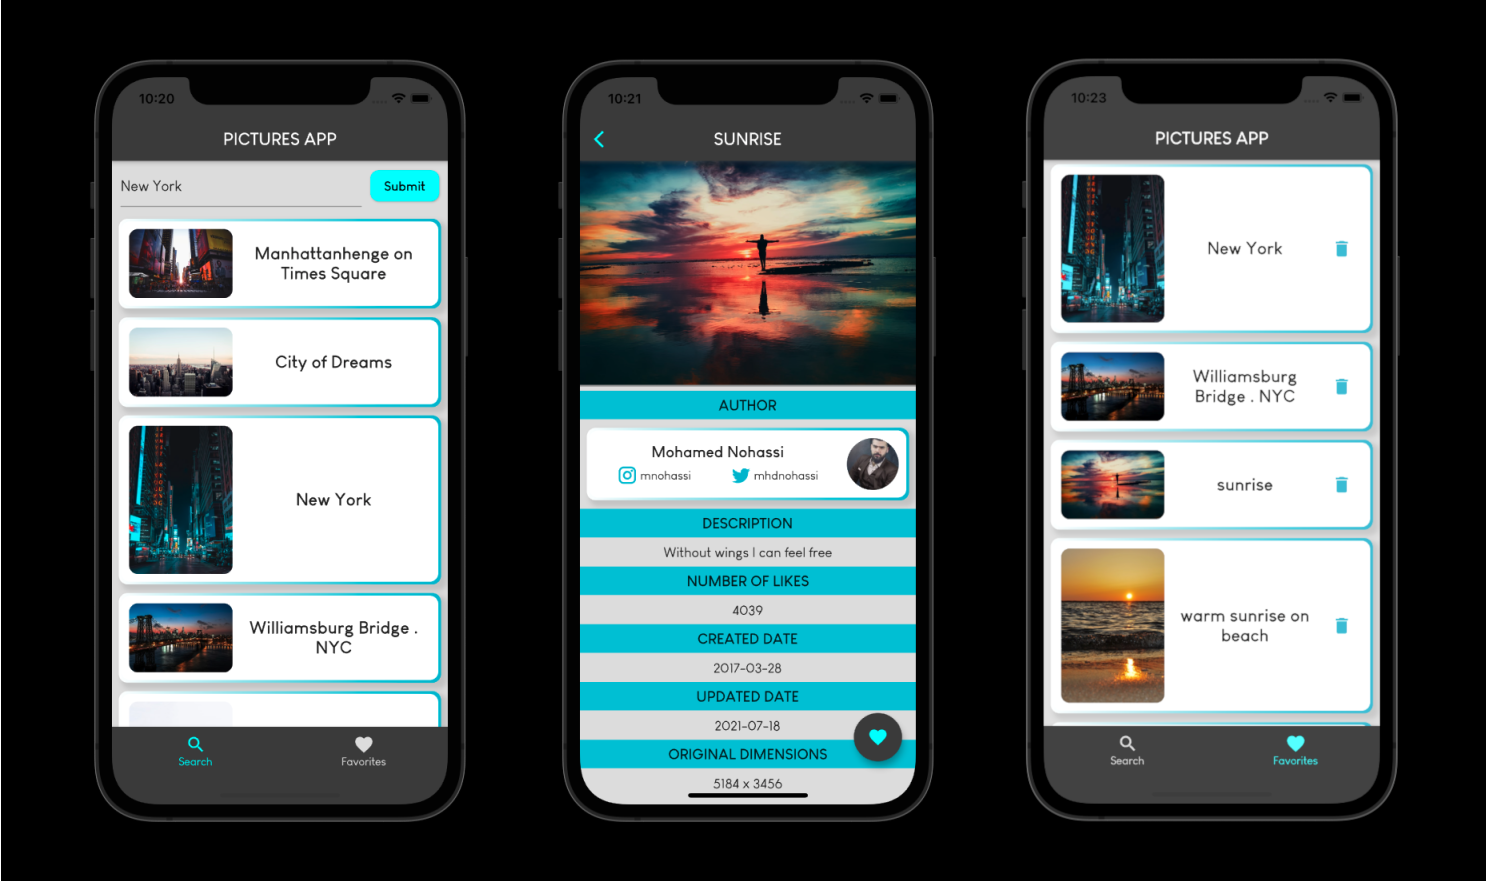 10:20
PICTURES APP
New York
Submit
Manhattanhenge on
Times Square
City of Dreams
New York
Williamsburg Bridge .
NYC
Search
Favorites
10:21
SUNRISE
AUTHOR
Mohamed Nohassi
mnohassi
mhdnohassi
DESCRIPTION
Without wings I can feel free
NUMBER OF LIKES
4039
CREATED DATE
2017-03-28
UPDATED DATE
2021-07-18
ORIGINAL DIMENSIONS
5184 x 3456
10:23
PICTURES APP
New York
Williamsburg
Bridge . NYC
sunrise
warm sunrise on
beach
Search
Favorites